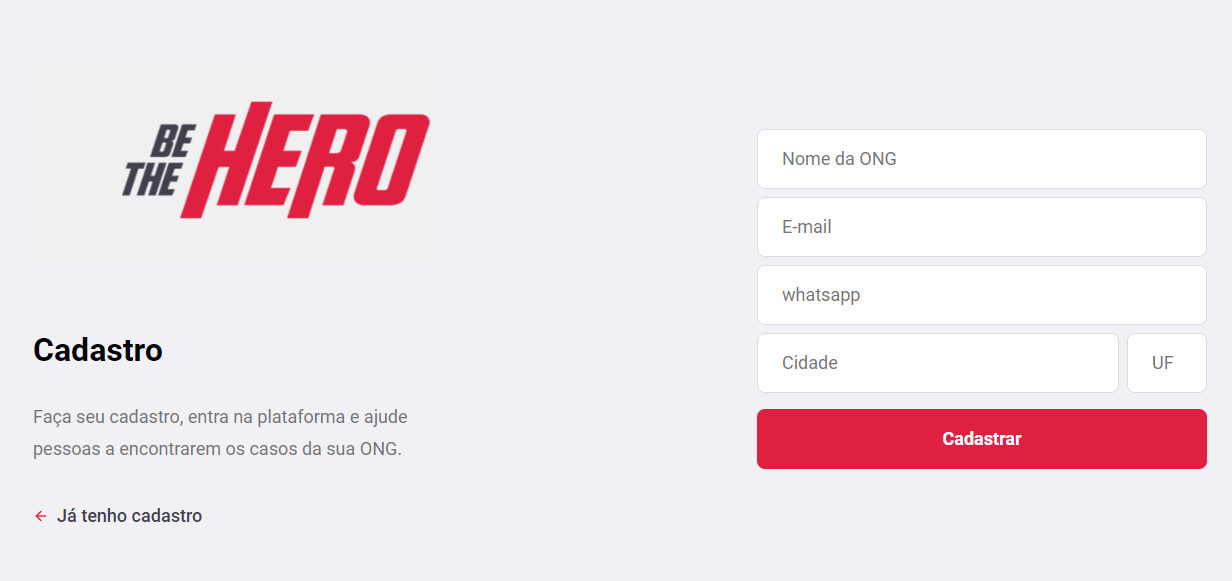 BE
THE HERO
Cadastro
Faça seu cadastro, entra na plataforma e ajude
pessoas a encontrarem os casos da sua ONG.
Já tenho cadastro
Nome da ONG
E-mail
whatsapp
Cidade
UF
Cadastrar